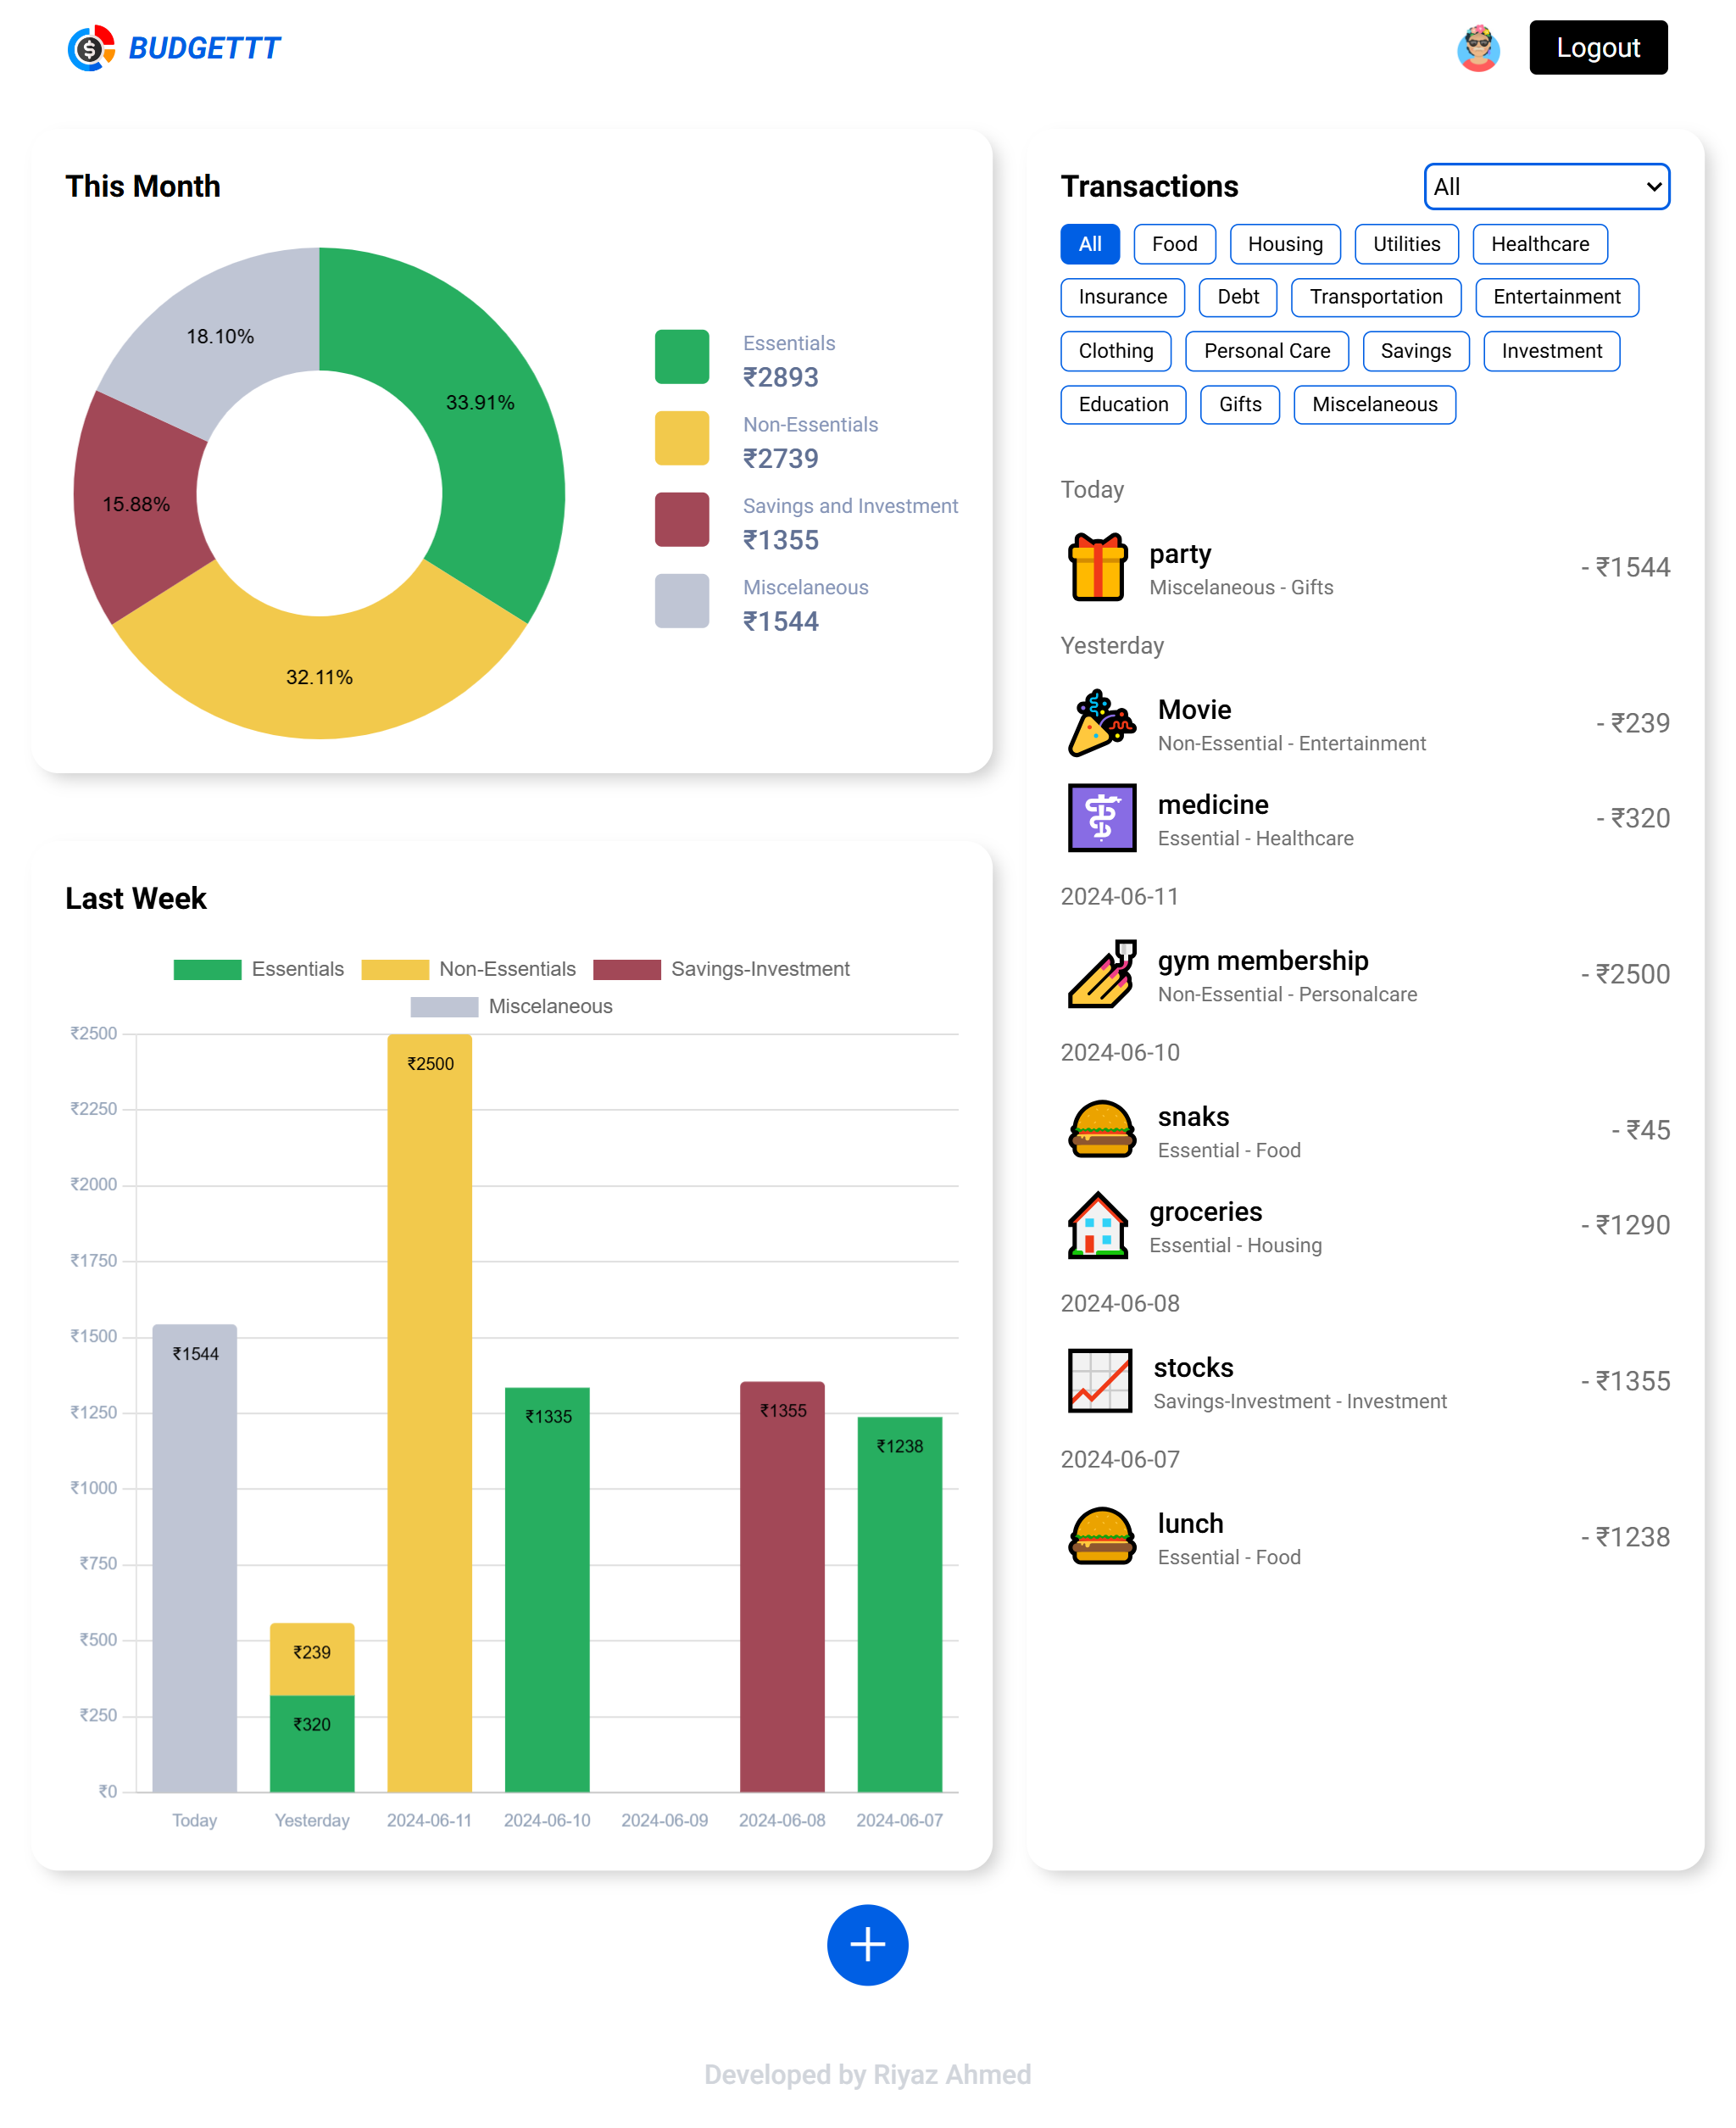 BUDGETTT
Logout
This Month
18.10%
33.91%
15.88%
32.11%
Essentials
₹2893
Non-Essentials
₹2739
Savings and Investment
₹1355
Miscelaneous
₹1544
Last Week
Essentials Non-Essentials Savings-Investment
Miscelaneous
₹2500
₹2250
₹2000
₹1750
₹1500
₹1250
₹1000
₹750
₹500
₹250
₹0
₹1544
₹239
₹320
₹2500
₹1335
₹1355
₹1238
Today Yesterday 2024-06-11 2024-06-10 2024-06-09 2024-06-08 2024-06-07
Transactions
All
All Food Housing Utilities Healthcare
Insurance Debt Transportation Entertainment
Clothing Personal Care Savings Investment
Education Gifts Miscelaneous
Today
party
Miscelaneous - Gifts
- ₹1544
Yesterday
Movie
Non-Essential - Entertainment
- ₹239
medicine
Essential - Healthcare
- ₹320
2024-06-11
gym membership
Non-Essential - Personalcare
- ₹2500
2024-06-10
snaks
Essential - Food
- ₹45
groceries
Essential - Housing
- ₹1290
2024-06-08
stocks
Savings-Investment - Investment
- ₹1355
2024-06-07
lunch
Essential - Food
- ₹1238
Developed by Riyaz Ahmed